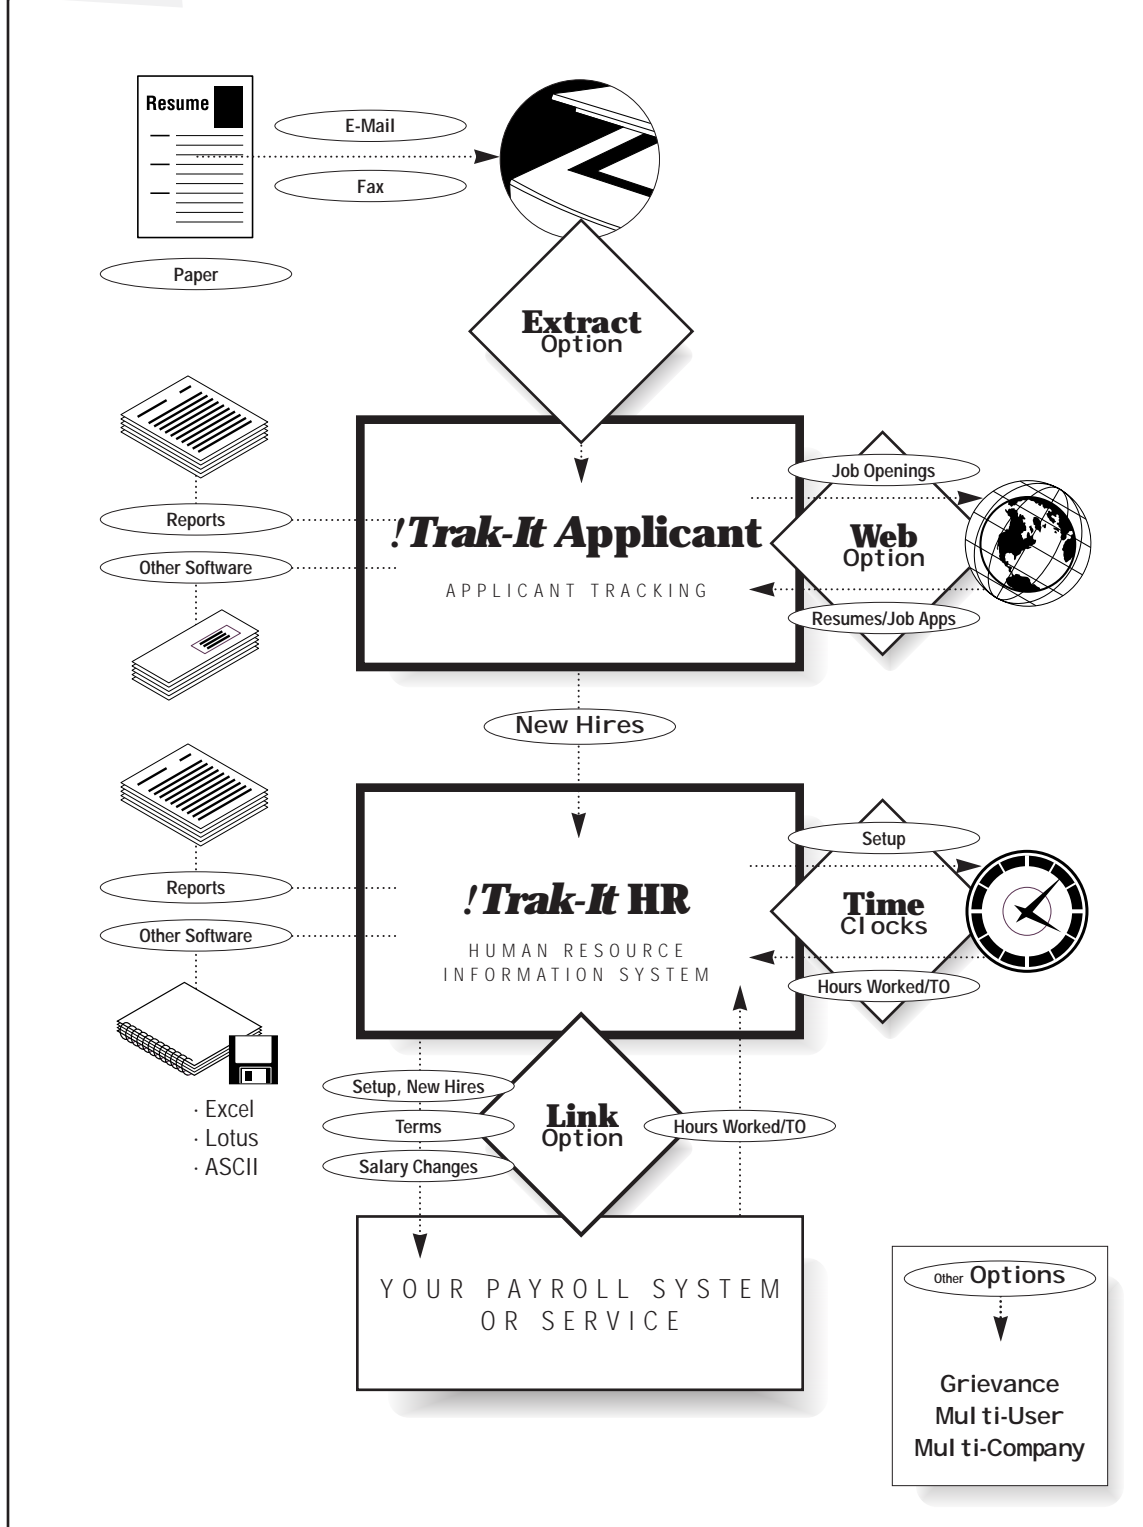 Resume
E-Mail
Fax
Paper
Extract
Option
Reports
Other Software
!Trak-It Applicant
APPLICANT TRACKING
Job Openings
Web
Option
Resumes/Job Apps
New Hires
Reports
Other Software
!Trak-It HR
HUMAN RESOURCE
INFORMATION SYSTEM
Setup
Time
Clocks
Hours Worked/TO
· Excel
· Lotus
· ASCII
Setup, New Hires
Terms
Salary Changes
Link
Option
Hours Worked/TO
YOUR PAYROLL SYSTEM
OR SERVICE
Other Options
Grievance
Multi-User
Multi-Company